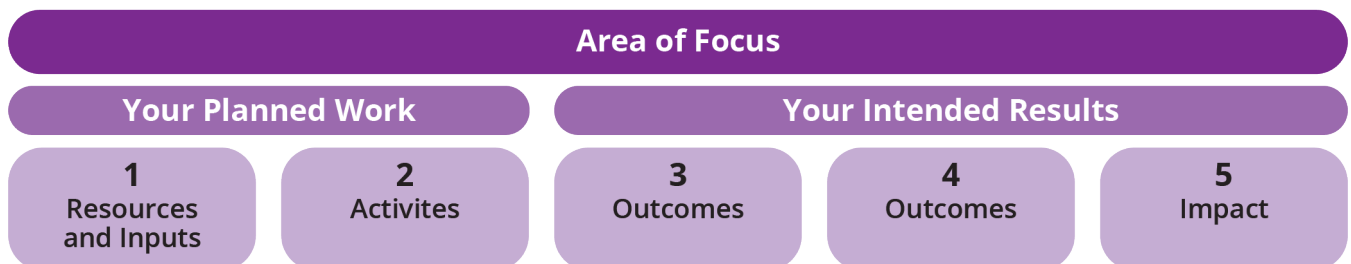 Area of Focus
Your Planned Work
Your Intended Results
1
Resources
and Inputs
2
Activites
3
Outcomes
4
Outcomes
5
Impact